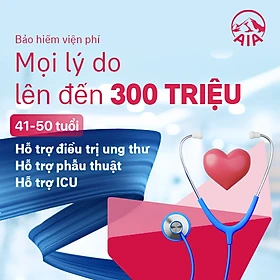 AIA
Bảo hiểm viện phí
Mọi lý do
lên đến 300 TRIỆU
41-50 tuổi
Hỗ trợ điều trị ung thư
Hỗ trợ phẫu thuật
Hỗ trợ ICU